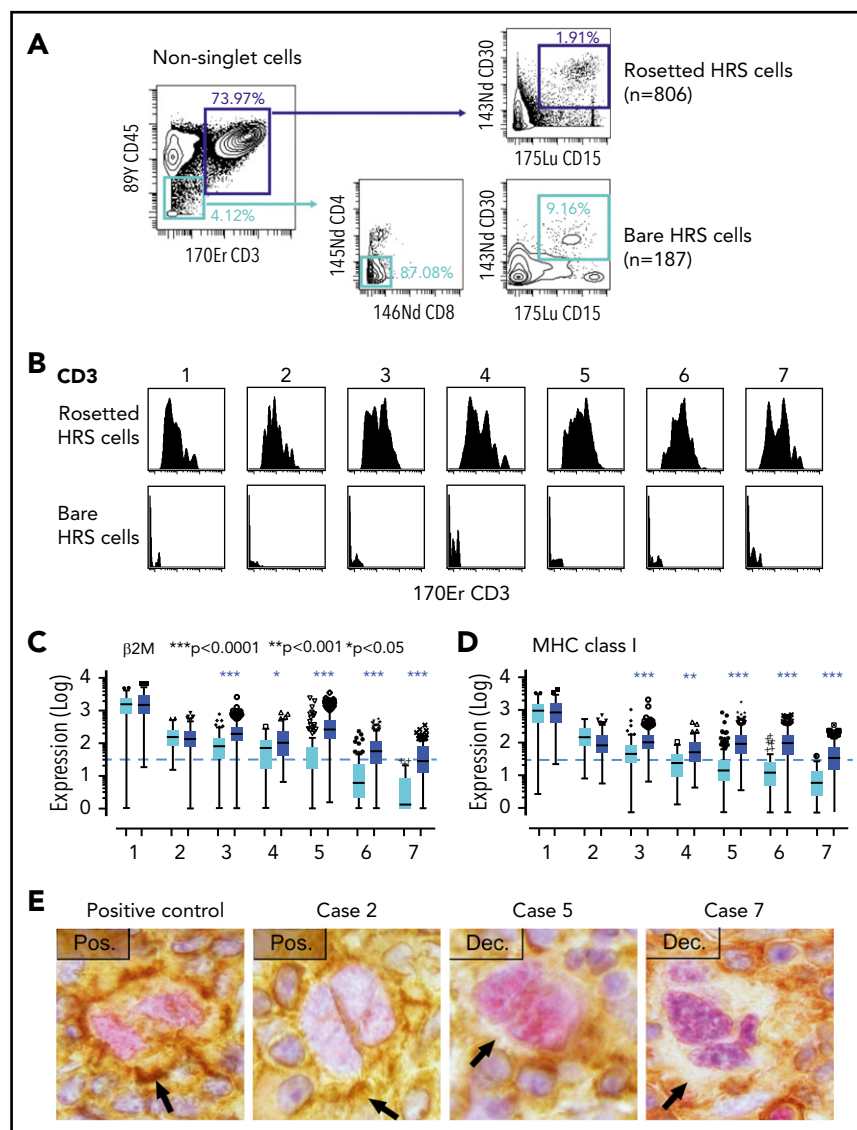 A
Non-singlet cells
89Y CD45
73.97%
4.12%
170Er CD3
143Nd CD30
1.91%
175Lu CD15
Rosetted HRS cells
(n=806)
145Nd CD4
87.08%
146Nd CD8
143Nd CD30
9.16%
175Lu CD15
Bare HRS cells
(n=187)
B
CD3 1 2 3 4 5 6 7
Rosetted
HRS cells
Bare
HRS cells
170Er CD3
C
β2M ***p<0.0001 **p<0.001 *p<0.05
*** * *** *** ***
Expression (Log)
4
3
2
1
0
1 2 3 4 5 6 7
D
MHC class I
*** ** *** *** ***
Expression (Log)
4
3
2
1
0
1 2 3 4 5 6 7
E
Positive control Case 2 Case 5 Case 7
Pos. Pos. Dec. Dec.